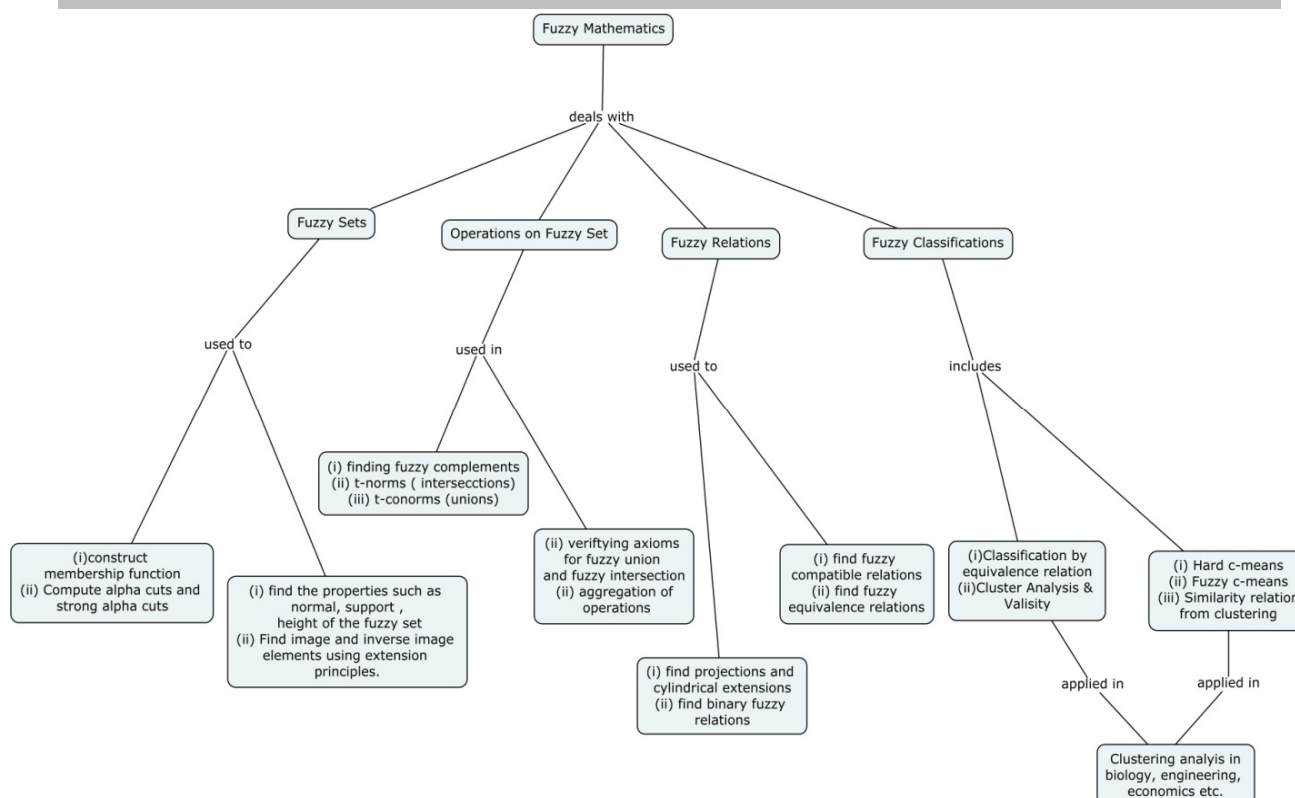 Fuzzy Mathematics
deals with
Fuzzy Sets
Operations on Fuzzy Set
Fuzzy Relations
Fuzzy Classifications
used to
used in
used to
includes
(i) finding fuzzy complements
(ii) t-norms ( intersecctions)
(iii) t-conorms (unions)
(i)construct
membership function
(ii) Compute alpha cuts and
strong alpha cuts
(i) find the properties such as
normal, support ,
height of the fuzzy set
(ii) Find image and inverse image
elements using extension
principles.
(ii) veriftying axioms
for fuzzy union
and fuzzy intersection
(ii) aggregation of
operations
(i) find projections and
cylindrical extensions
(ii) find binary fuzzy
relations
(i) find fuzzy
compatible relations
(ii) find fuzzy
equivalence relations
(i)Classification by
equivalence relation
(ii)Cluster Analysis &
Valisity
(i) Hard c-means
(ii) Fuzzy c-means
(iii) Similarity relation
from clustering
applied in
applied in
Clustering analyis in
biology, engineering,
economics etc.